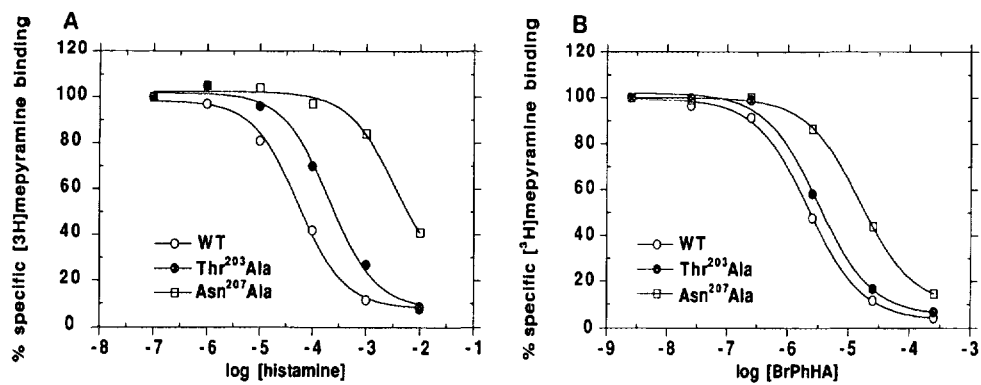 A
% specific [3H]mepyramine binding
120
100
80
60
40
20
0
WT
Thr²⁰³Ala
Asn²⁰⁷Ala
-8 -7 -6 -5 -4 -3 -2 -1
log [histamine]
B
% specific [³H]mepyramine binding
120
100
80
60
40
20
0
WT
Thr²⁰³Ala
Asn²⁰⁷Ala
-9 -8 -7 -6 -5 -4 -3
log [BrPhHA]